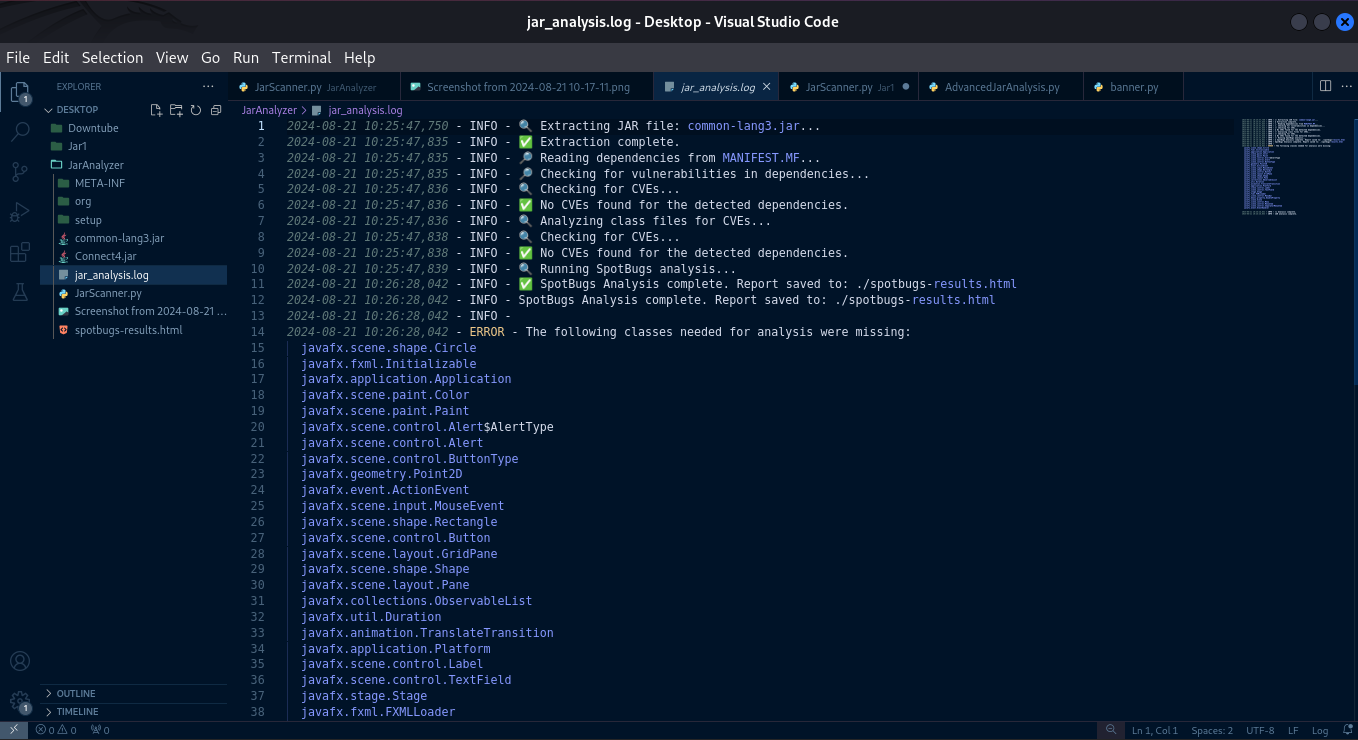 jar_analysis.log - Desktop - Visual Studio Code
File Edit Selection View Go Run Terminal Help
EXPLORER
JarScanner.py JarAnalyzer
Screenshot from 2024-08-21 10-17-11.png
jar_analysis.log
JarScanner.py Jar1
AdvancedJarAnalysis.py
banner.py
DESKTOP
Downtube
Jar1
JarAnalyzer
META-INF
org
setup
common-lang3.jar
Connect4.jar
jar_analysis.log
JarScanner.py
Screenshot from 2024-08-21 ...
spotbugs-results.html
OUTLINE
TIMELINE
1
1
JarAnalyzer > jar_analysis.log
1 2024-08-21 10:25:47,750 - INFO - 🔍 Extracting JAR file: common-lang3.jar...
2 2024-08-21 10:25:47,835 - INFO - ✅ Extraction complete.
3 2024-08-21 10:25:47,835 - INFO - 🔎 Reading dependencies from MANIFEST.MF...
4 2024-08-21 10:25:47,835 - INFO - 🔎 Checking for vulnerabilities in dependencies...
5 2024-08-21 10:25:47,836 - INFO - 🔍 Checking for CVEs...
6 2024-08-21 10:25:47,836 - INFO - ✅ No CVEs found for the detected dependencies.
7 2024-08-21 10:25:47,836 - INFO - 🔍 Analyzing class files for CVEs...
8 2024-08-21 10:25:47,838 - INFO - 🔍 Checking for CVEs...
9 2024-08-21 10:25:47,838 - INFO - ✅ No CVEs found for the detected dependencies.
10 2024-08-21 10:25:47,839 - INFO - 🔍 Running SpotBugs analysis...
11 2024-08-21 10:26:28,042 - INFO - ✅ SpotBugs Analysis complete. Report saved to: ./spotbugs-results.html
12 2024-08-21 10:26:28,042 - INFO - SpotBugs Analysis complete. Report saved to: ./spotbugs-results.html
13 2024-08-21 10:26:28,042 - INFO -
14 2024-08-21 10:26:28,042 - ERROR - The following classes needed for analysis were missing:
15 javafx.scene.shape.Circle
16 javafx.fxml.Initializable
17 javafx.application.Application
18 javafx.scene.paint.Color
19 javafx.scene.paint.Paint
20 javafx.scene.control.Alert$AlertType
21 javafx.scene.control.Alert
22 javafx.scene.control.ButtonType
23 javafx.geometry.Point2D
24 javafx.event.ActionEvent
25 javafx.scene.input.MouseEvent
26 javafx.scene.shape.Rectangle
27 javafx.scene.control.Button
28 javafx.scene.layout.GridPane
29 javafx.scene.shape.Shape
30 javafx.scene.layout.Pane
31 javafx.collections.ObservableList
32 javafx.util.Duration
33 javafx.animation.TranslateTransition
34 javafx.application.Platform
35 javafx.scene.control.Label
36 javafx.scene.control.TextField
37 javafx.stage.Stage
38 javafx.fxml.FXMLLoader
0 0 0
Ln 1, Col 1 Spaces: 2 UTF-8 LF Log